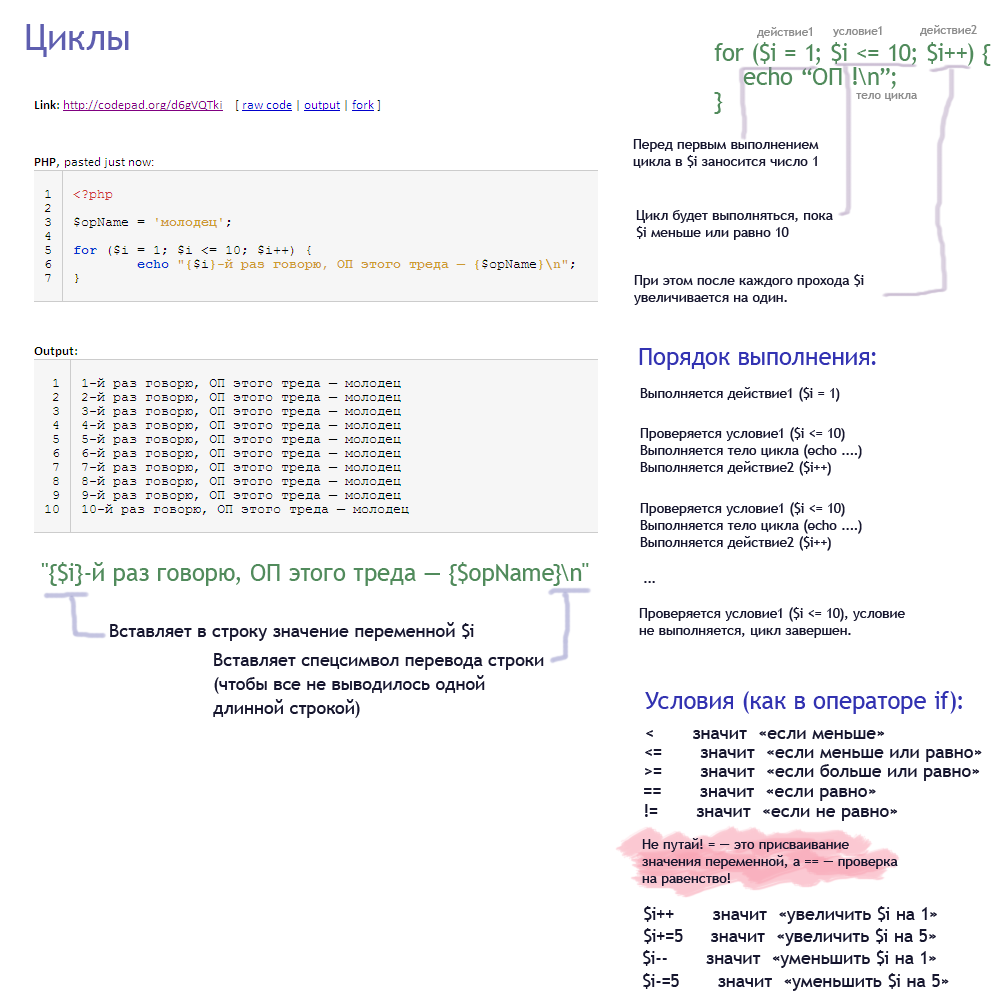 Циклы
Link: http://codepad.org/d6gVQTki [ raw code | output | fork ]
PHP, pasted just now:
1 <?php
2
3 $opName = 'молодец';
4
5 for ($i = 1; $i <= 10; $i++) {
6 echo "{$i}-й раз говорю, ОП этого треда — {$opName}\n";
7 }
Output:
1 1-й раз говорю, ОП этого треда — молодец
2 2-й раз говорю, ОП этого треда — молодец
3 3-й раз говорю, ОП этого треда — молодец
4 4-й раз говорю, ОП этого треда — молодец
5 5-й раз говорю, ОП этого треда — молодец
6 6-й раз говорю, ОП этого треда — молодец
7 7-й раз говорю, ОП этого треда — молодец
8 8-й раз говорю, ОП этого треда — молодец
9 9-й раз говорю, ОП этого треда — молодец
10 10-й раз говорю, ОП этого треда — молодец
"{$i}-й раз говорю, ОП этого треда — {$opName}\n"
Вставляет в строку значение переменной $i
Вставляет спецсимвол перевода строки
(чтобы все не выводилось одной
длинной строкой)
действие1 условие1 действие2
for ($i = 1; $i <= 10; $i++) {
echo “ОП !\n”;
тело цикла
}
Перед первым выполнением
цикла в $i заносится число 1
Цикл будет выполняться, пока
$i меньше или равно 10
При этом после каждого прохода $i
увеличивается на один.
Порядок выполнения:
Выполняется действие1 ($i = 1)
Проверяется условие1 ($i <= 10)
Выполняется тело цикла (echo ....)
Выполняется действие2 ($i++)
Проверяется условие1 ($i <= 10)
Выполняется тело цикла (echo ....)
Выполняется действие2 ($i++)
...
Проверяется условие1 ($i <= 10), условие
не выполняется, цикл завершен.
Условия (как в операторе if):
< значит «если меньше»
<= значит «если меньше или равно»
>= значит «если больше или равно»
== значит «если равно»
!= значит «если не равно»
Не путай! = — это присваивание
значения переменной, а == — проверка
на равенство!
$i++ значит «увеличить $i на 1»
$i+=5 значит «увеличить $i на 5»
$i-- значит «уменьшить $i на 1»
$i-=5 значит «уменьшить $i на 5»